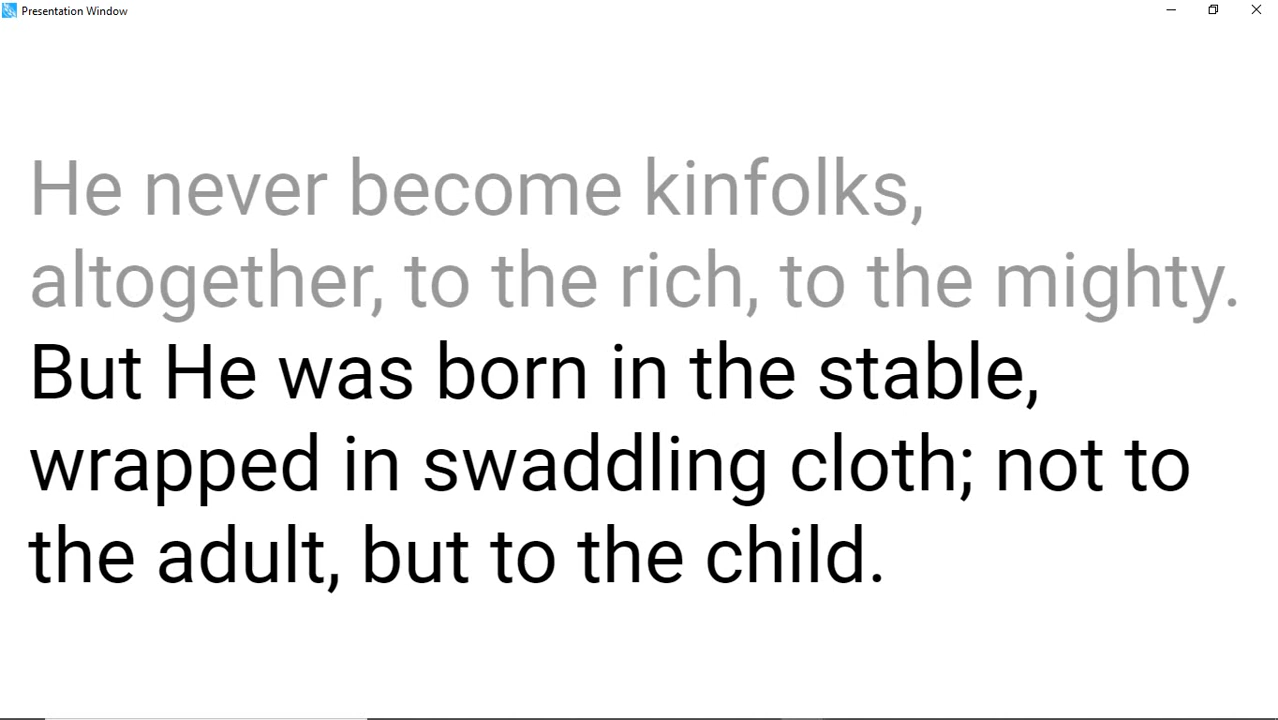 Presentation Window
He never become kinfolks,
altogether, to the rich, to the mighty.
But He was born in the stable,
wrapped in swaddling cloth; not to
the adult, but to the child.